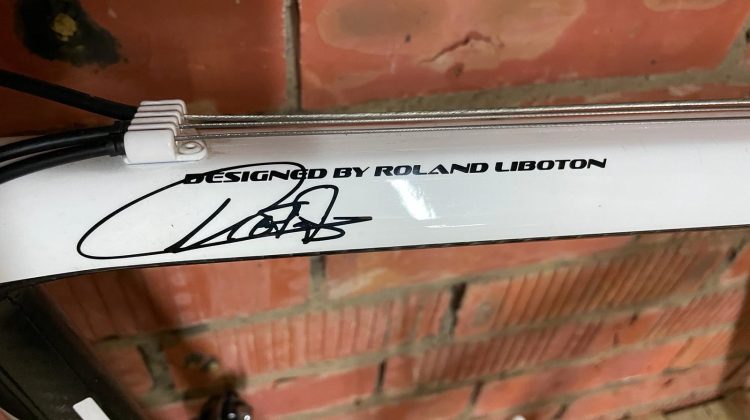 DESIGNED BY ROLAND LIBOTON